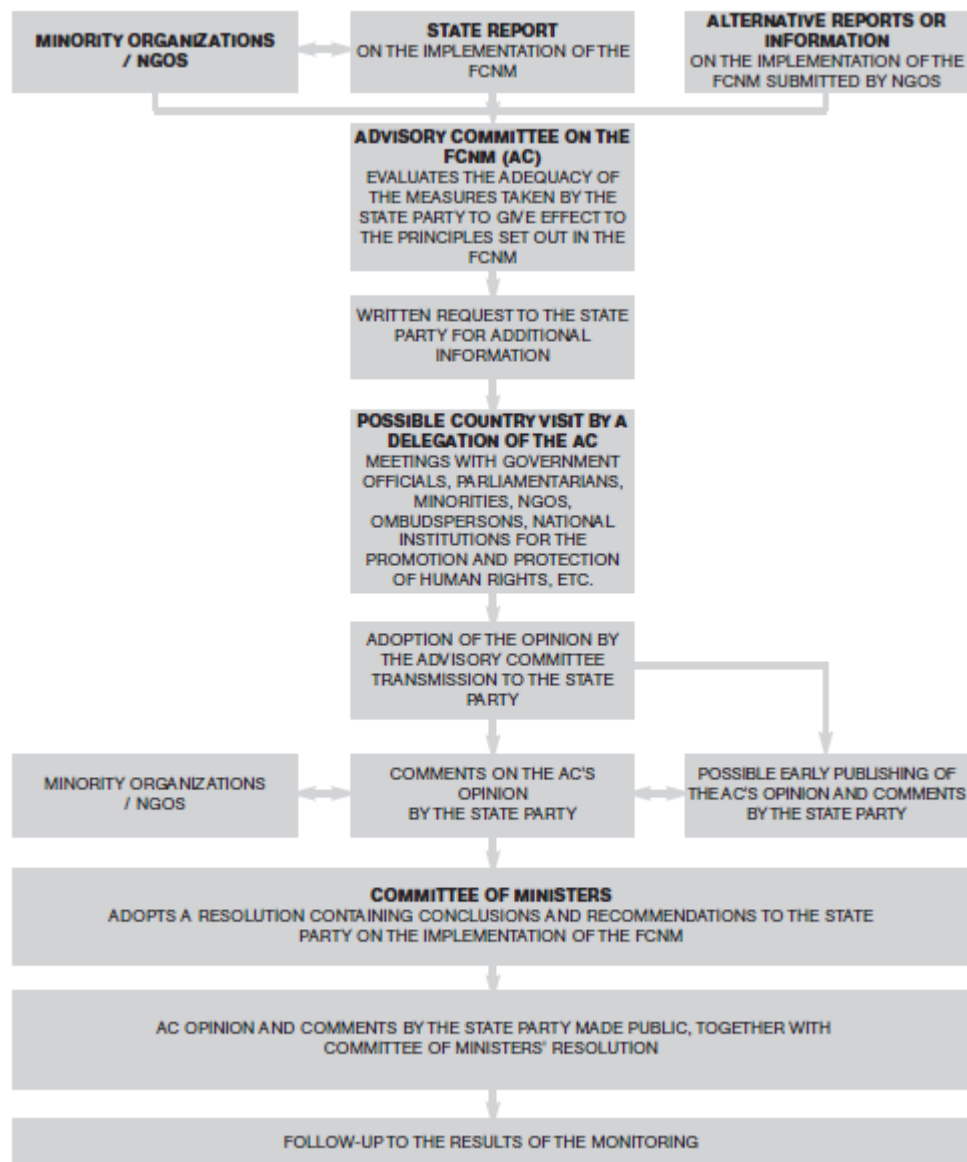 MINORITY ORGANIZATIONS
/ NGOS
STATE REPORT
ON THE IMPLEMENTATION OF THE
FCNM
ALTERNATIVE REPORTS OR
INFORMATION
ON THE IMPLEMENTATION OF THE
FCNM SUBMITTED BY NGOS
ADVISORY COMMITTEE ON THE
FCNM (AC)
EVALUATES THE ADEQUACY OF
THE MEASURES TAKEN BY THE
STATE PARTY TO GIVE EFFECT TO
THE PRINCIPLES SET OUT IN THE
FCNM
WRITTEN REQUEST TO THE STATE
PARTY FOR ADDITIONAL
INFORMATION
POSSIBLE COUNTRY VISIT BY A
DELEGATION OF THE AC
MEETINGS WITH GOVERNMENT
OFFICIALS, PARLIAMENTARIANS,
MINORITIES, NGOS,
OMBUDSPERSONS, NATIONAL
INSTITUTIONS FOR THE
PROMOTION AND PROTECTION
OF HUMAN RIGHTS, ETC.
ADOPTION OF THE OPINION BY
THE ADVISORY COMMITTEE
TRANSMISSION TO THE STATE
PARTY
MINORITY ORGANIZATIONS
/ NGOS
COMMENTS ON THE AC'S
OPINION
BY THE STATE PARTY
POSSIBLE EARLY PUBLISHING OF
THE AC'S OPINION AND COMMENTS
BY THE STATE PARTY
COMMITTEE OF MINISTERS
ADOPTS A RESOLUTION CONTAINING CONCLUSIONS AND RECOMMENDATIONS TO THE STATE
PARTY ON THE IMPLEMENTATION OF THE FCNM
AC OPINION AND COMMENTS BY THE STATE PARTY MADE PUBLIC, TOGETHER WITH
COMMITTEE OF MINISTERS' RESOLUTION
FOLLOW-UP TO THE RESULTS OF THE MONITORING